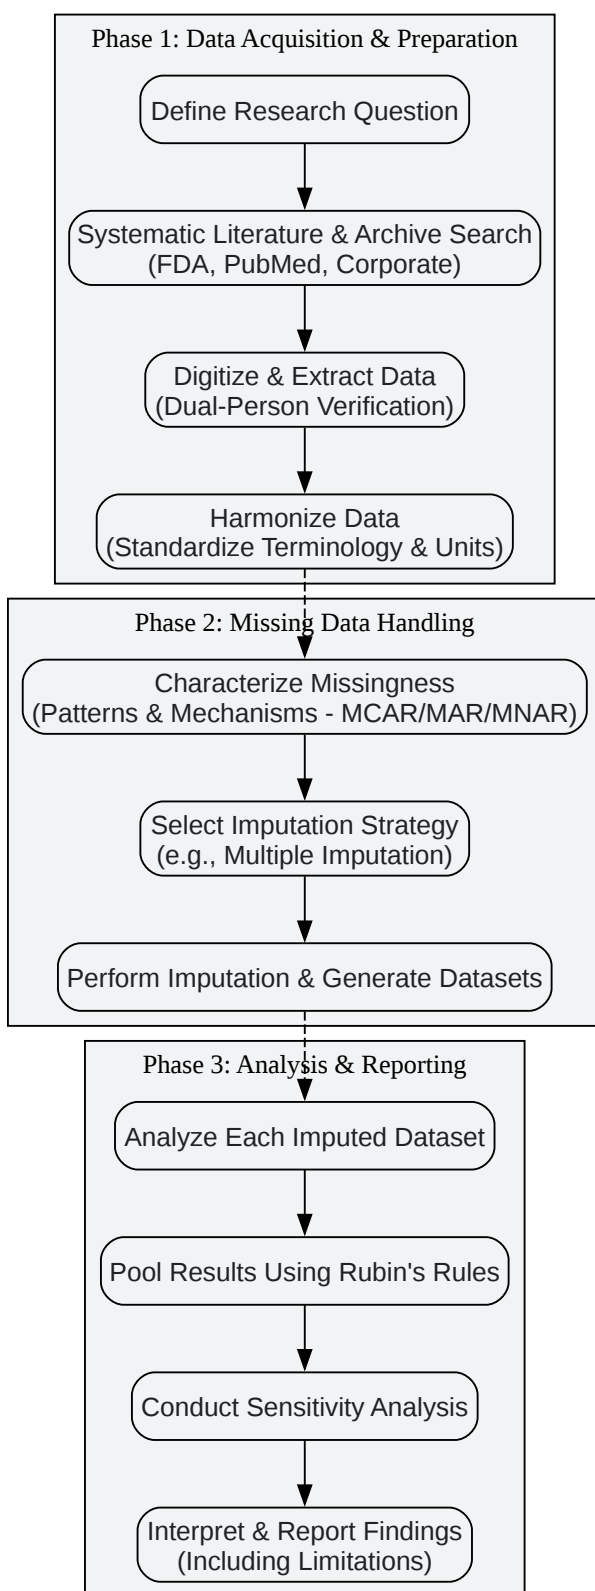 Phase 1: Data Acquisition & Preparation
Define Research Question
Systematic Literature & Archive Search
(FDA, PubMed, Corporate)
Digitize & Extract Data
(Dual-Person Verification)
Harmonize Data
(Standardize Terminology & Units)
Phase 2: Missing Data Handling
Characterize Missingness
(Patterns & Mechanisms - MCAR/MAR/MNAR)
Select Imputation Strategy
(e.g., Multiple Imputation)
Perform Imputation & Generate Datasets
Phase 3: Analysis & Reporting
Analyze Each Imputed Dataset
Pool Results Using Rubin's Rules
Conduct Sensitivity Analysis
Interpret & Report Findings
(Including Limitations)